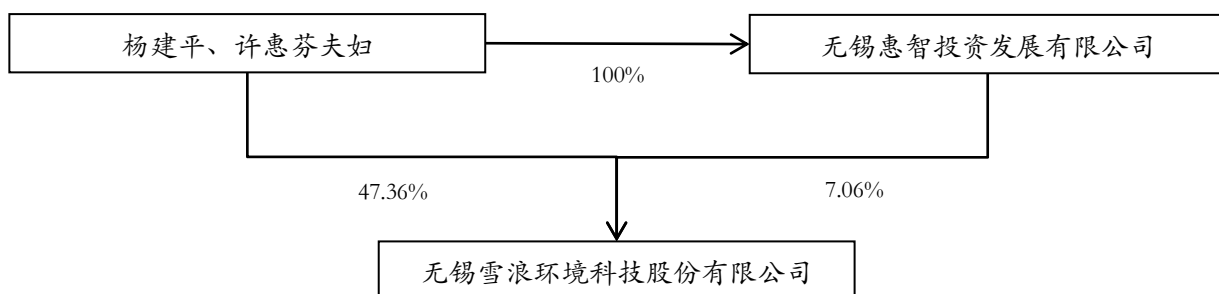 杨建平、许惠芬夫妇
无锡惠智投资发展有限公司
100%
47.36%
7.06%
无锡雪浪环境科技股份有限公司